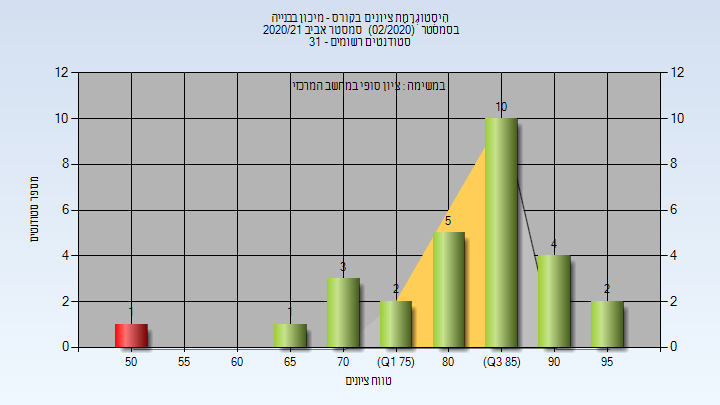 היסטוגרמת ציונים בקורס - מיכון בבנייה
בסמסטר (02/2020) סמסטר אביב 2020/21
סטודנטים רשומים - 31
במשימה : ציון סופי במחשב המרכזי
12 12
10 10
8 8
6 6
4 4
2 2
0 0
1 1 3 2 5 10 4 2
50 55 60 65 70 (Q1 75) 80 (Q3 85) 90 95
מספר סטודנטים
טווח ציונים